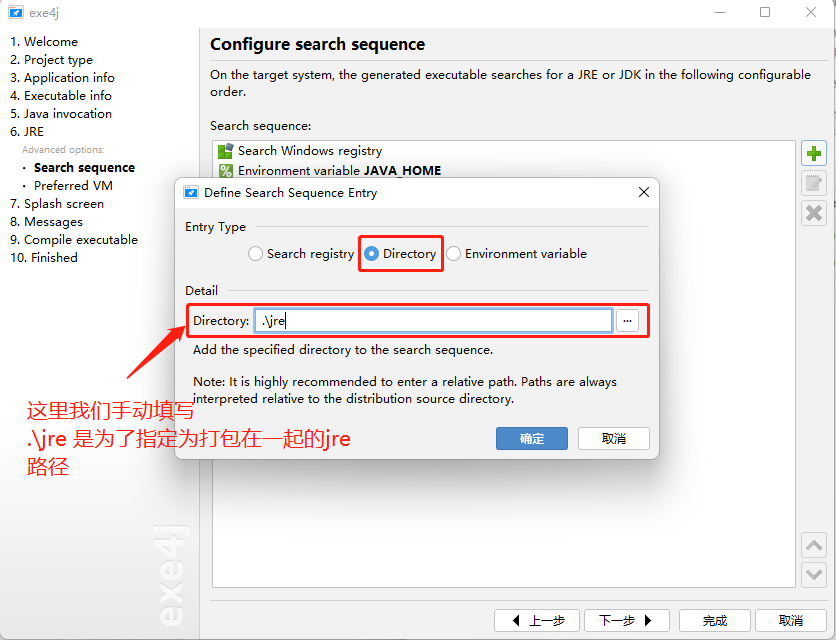 exe4j
1. Welcome
2. Project type
3. Application info
4. Executable info
5. Java invocation
6. JRE
Advanced options:
· Search sequence
· Preferred VM
7. Splash screen
8. Messages
9. Compile executable
10. Finished
exe4j
Configure search sequence
On the target system, the generated executable searches for a JRE or JDK in the following configurable
order.
Search sequence:
Search Windows registry
Environment variable JAVA_HOME
Define Search Sequence Entry
Entry Type
Search registry Directory Environment variable
Detail
Directory: .\jre ...
Add the specified directory to the search sequence.
Note: It is highly recommended to enter a relative path. Paths are always
interpreted relative to the distribution source directory.
确定 取消
这里我们手动填写
.\jre 是为了指定为打包在一起的jre
路径
上一步 下一步 完成 取消